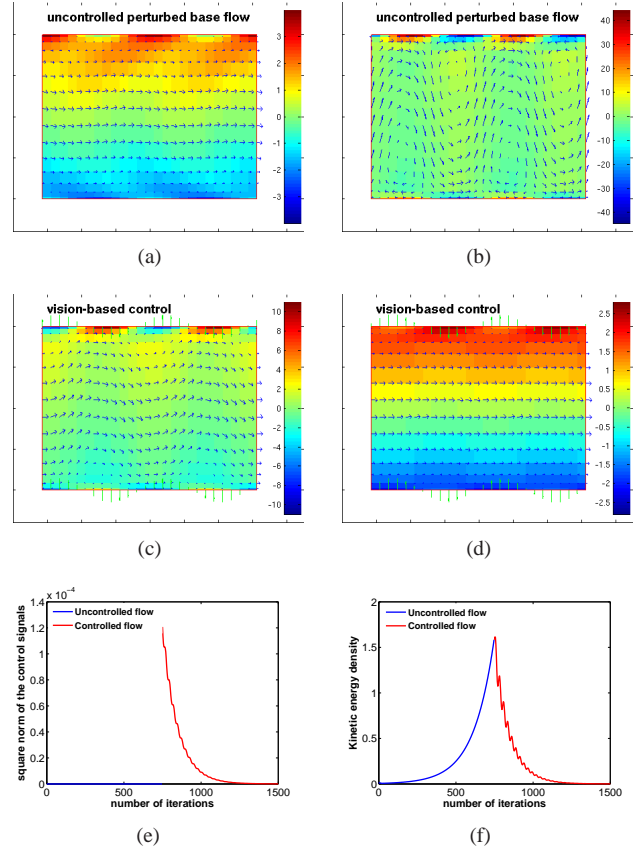 uncontrolled perturbed base flow
3
2
1
0
−1
−2
−3
(a)
uncontrolled perturbed base flow
40
30
20
10
0
−10
−20
−30
−40
(b)
vision-based control
10
8
6
4
2
0
−2
−4
−6
−8
−10
(c)
vision-based control
2.5
2
1.5
1
0.5
0
−0.5
−1
−1.5
−2
−2.5
(d)
x 10⁻⁴
1.4
1.2
1
0.8
0.6
0.4
0.2
0
square norm of the control signals
Uncontrolled flow
Controlled flow
0 500 1000 1500
number of iterations
(e)
2
1.5
1
0.5
0
Kinetic energy density
Uncontrolled flow
Controlled flow
0 500 1000 1500
number of iterations
(f)